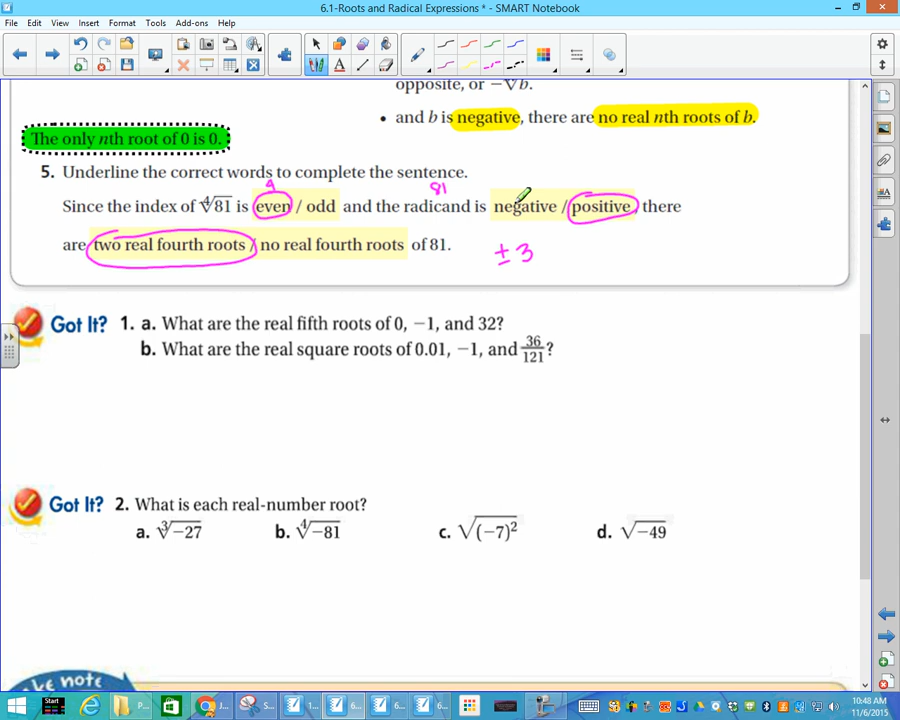 6.1-Roots and Radical Expressions * - SMART Notebook
File Edit View Insert Format Tools Add-ons Help
opposite, or −√b.
• and b is negative, there are no real nth roots of b.
The only nth root of 0 is 0.
5. Underline the correct words to complete the sentence.
4 81
Since the index of ∜81 is even / odd and the radicand is negative / positive, there
are two real fourth roots / no real fourth roots of 81.
± 3
Got It? 1. a. What are the real fifth roots of 0, −1, and 32?
b. What are the real square roots of 0.01, −1, and 36/121?
Got It? 2. What is each real-number root?
a. ∛−27 b. ∜−81 c. √(−7)² d. √−49
ke note
Start J... S... 1... 6... 6... 6...
10:48 AM
11/6/2015